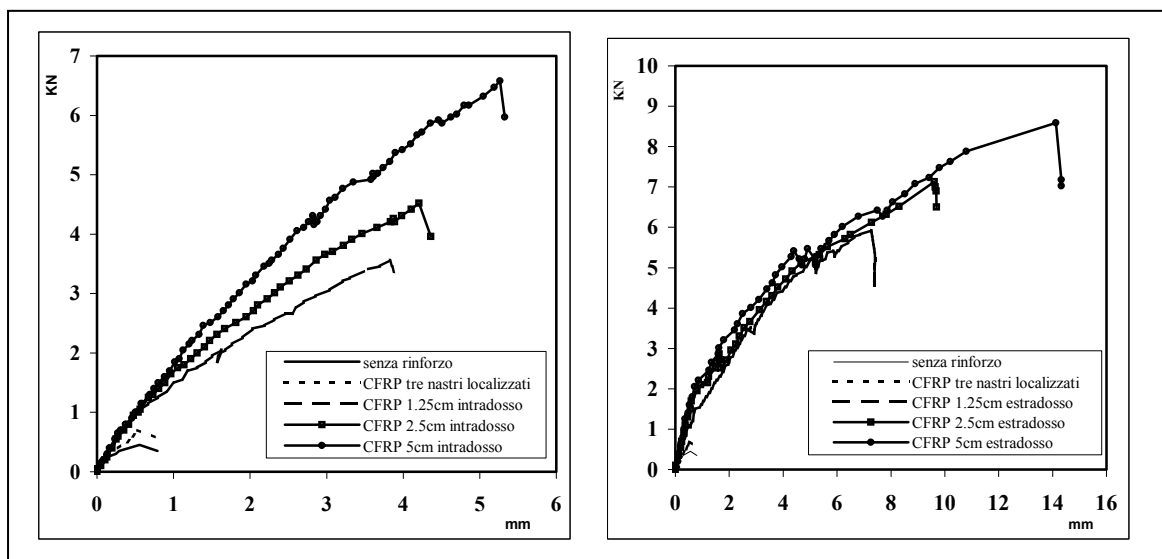 KN
7
6
5
4
3
2
1
0
0 1 2 3 4 5 6
mm
senza rinforzo
CFRP tre nastri localizzati
CFRP 1.25cm intradosso
CFRP 2.5cm intradosso
CFRP 5cm intradosso
KN
10
9
8
7
6
5
4
3
2
1
0
0 2 4 6 8 10 12 14 16
mm
senza rinforzo
CFRP tre nastri localizzati
CFRP 1.25cm estradosso
CFRP 2.5cm estradosso
CFRP 5cm estradosso